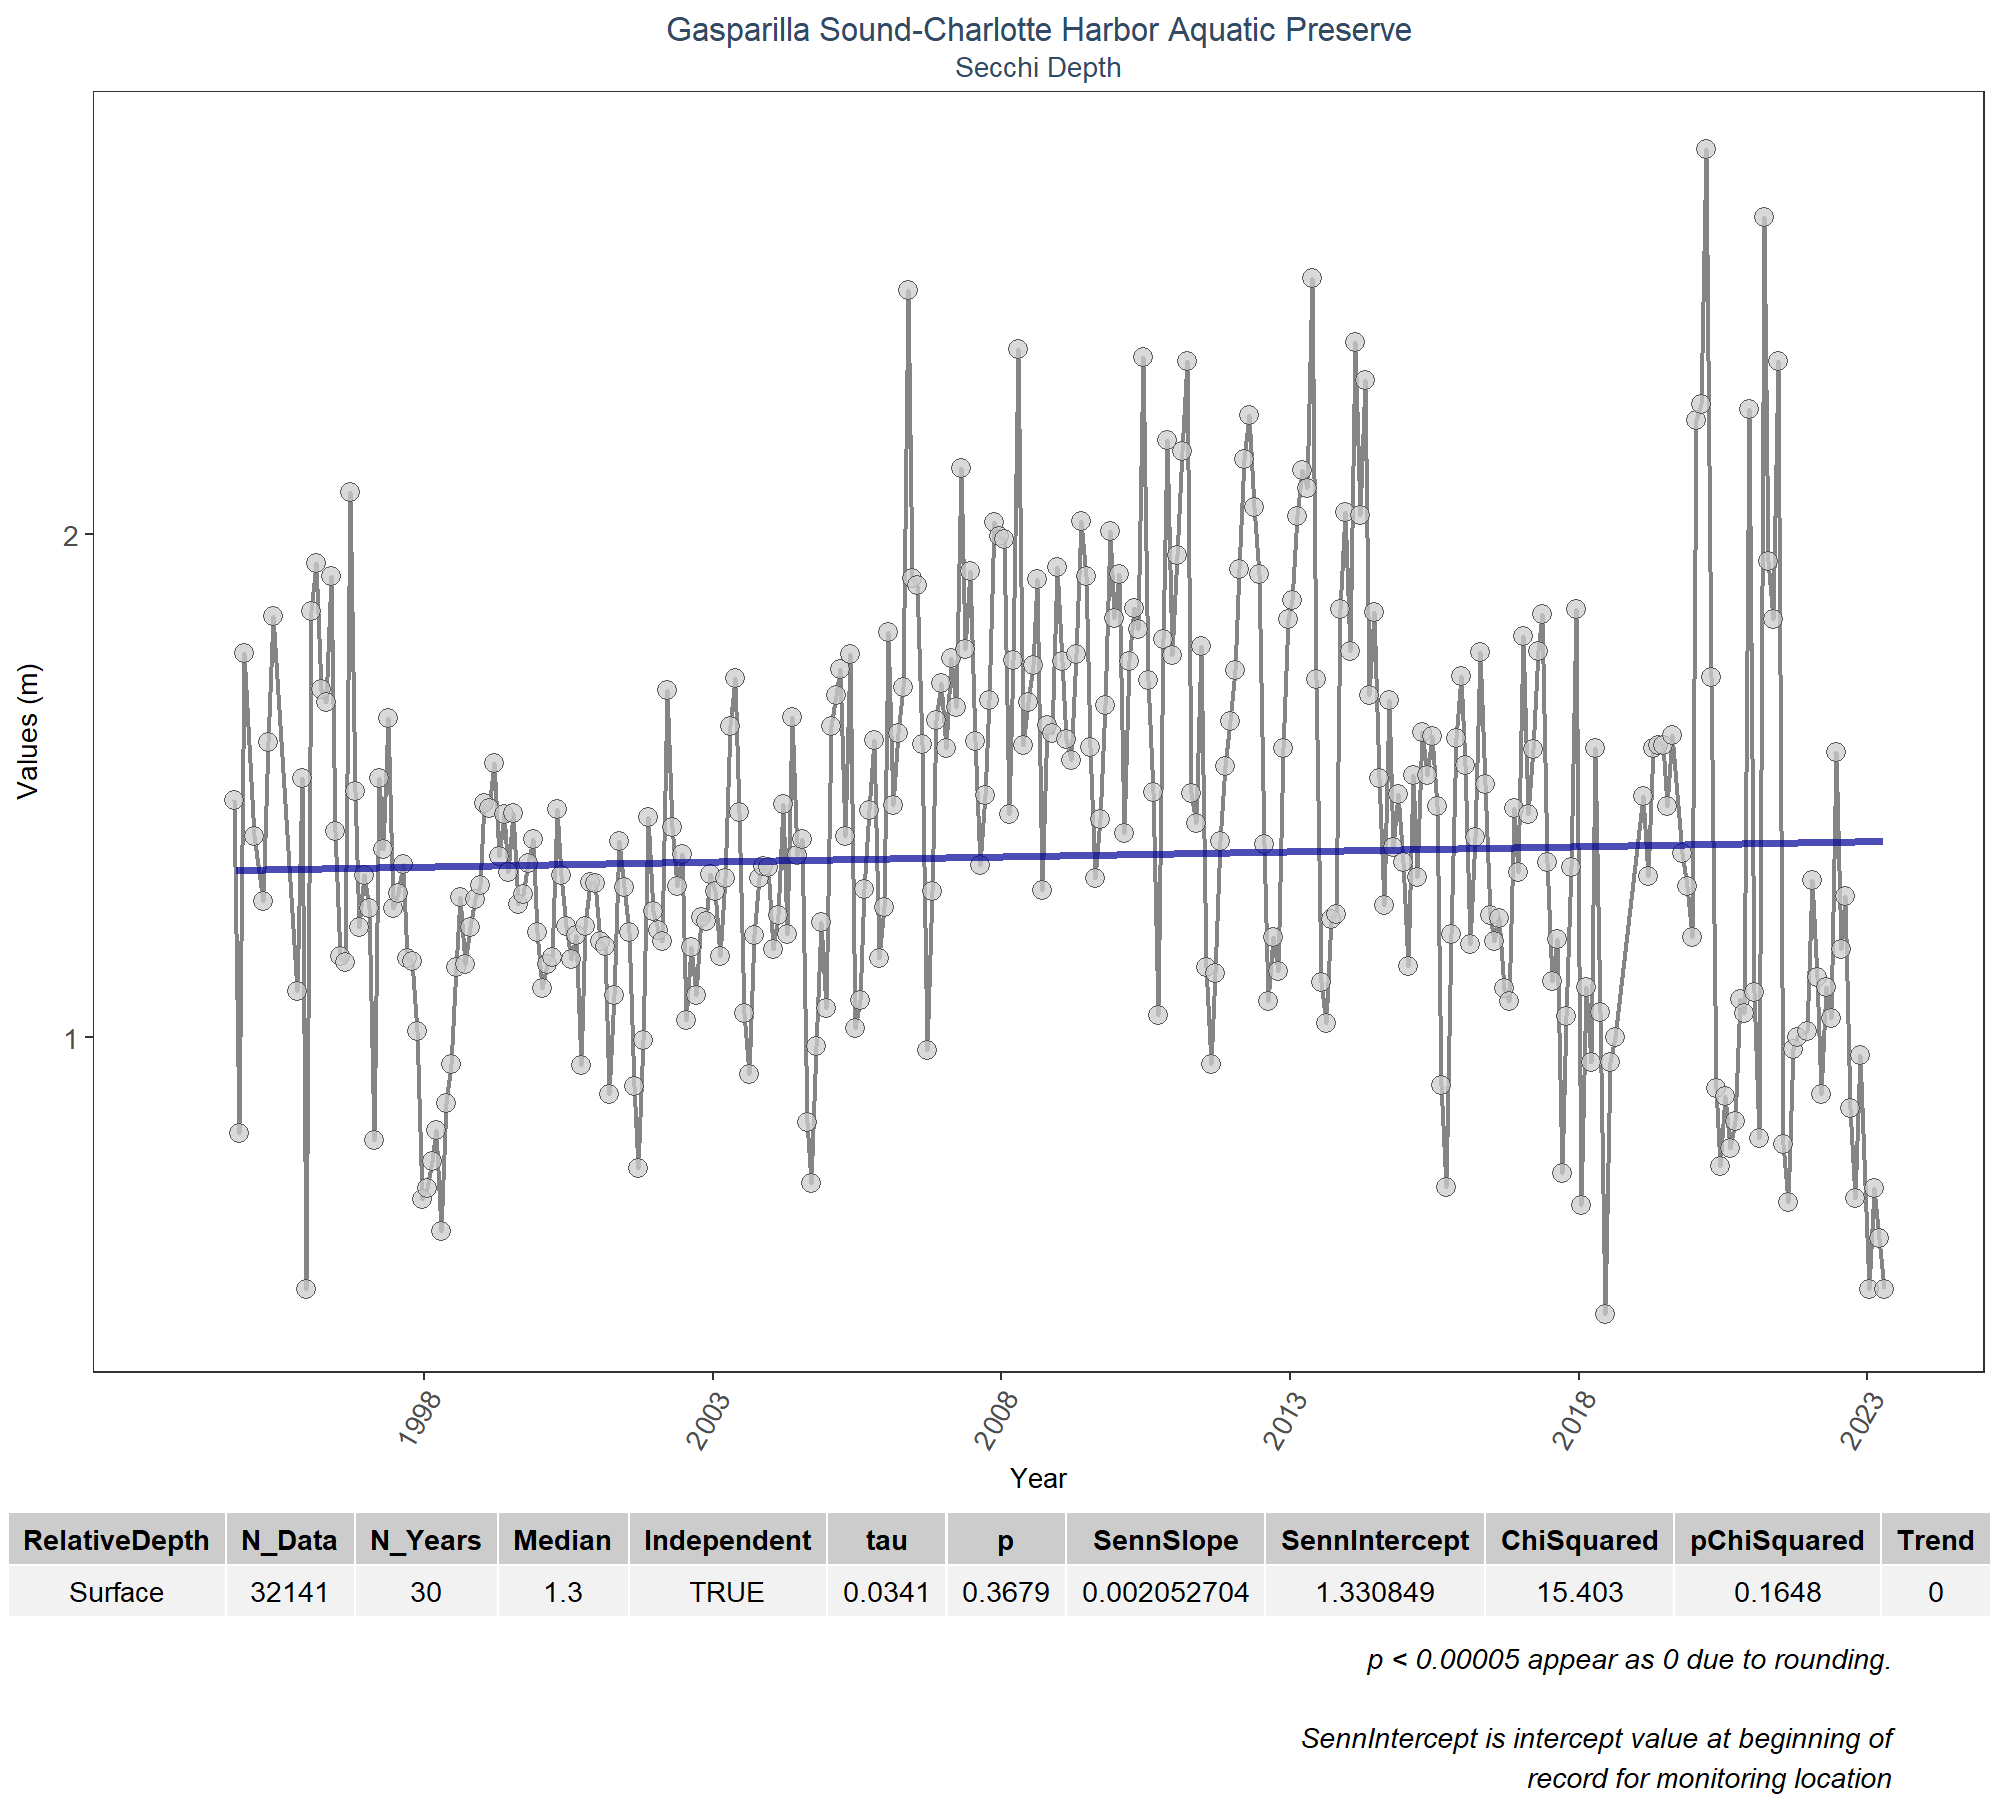 Gasparilla Sound-Charlotte Harbor Aquatic Preserve
Secchi Depth
Values (m)
2
1
1998
2003
2008
2013
2018
2023
Year
RelativeDepth N_Data N_Years Median Independent tau p SennSlope SennIntercept ChiSquared pChiSquared Trend
Surface 32141 30 1.3 TRUE 0.0341 0.3679 0.002052704 1.330849 15.403 0.1648 0
p < 0.00005 appear as 0 due to rounding.
SennIntercept is intercept value at beginning of
record for monitoring location